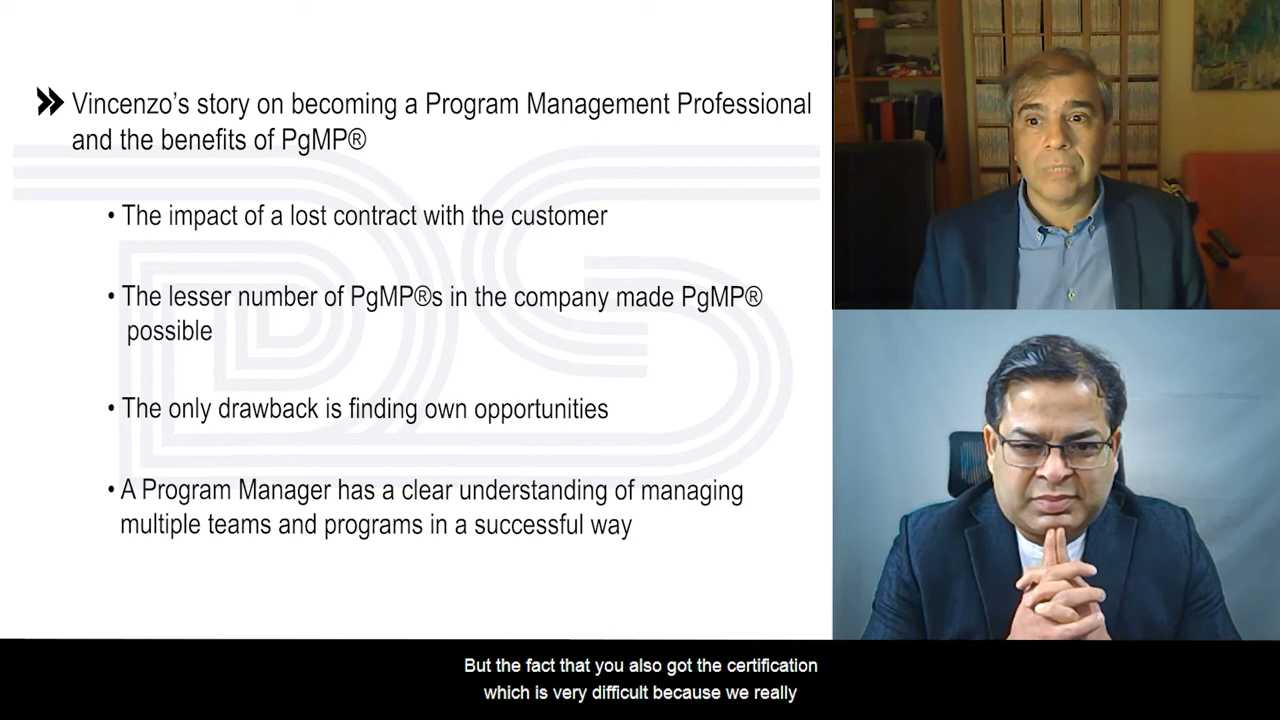 Vincenzo's story on becoming a Program Management Professional
and the benefits of PgMP®
• The impact of a lost contract with the customer
• The lesser number of PgMP®s in the company made PgMP®
possible
• The only drawback is finding own opportunities
• A Program Manager has a clear understanding of managing
multiple teams and programs in a successful way
But the fact that you also got the certification
which is very difficult because we really